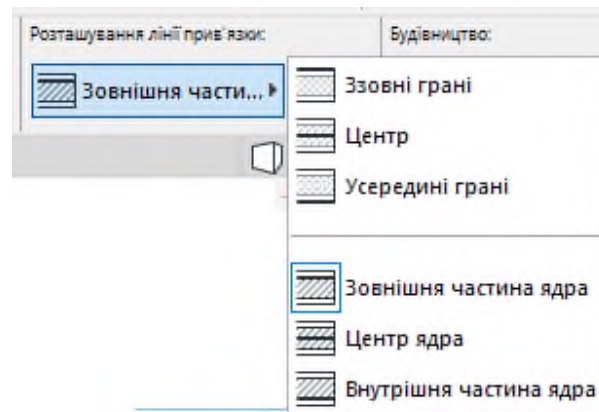 Розташування лінії прив'язки:
Будівництво:
Зовнішня части...
Ззовні грані
Центр
Усередині грані
Зовнішня частина ядра
Центр ядра
Внутрішня частина ядра